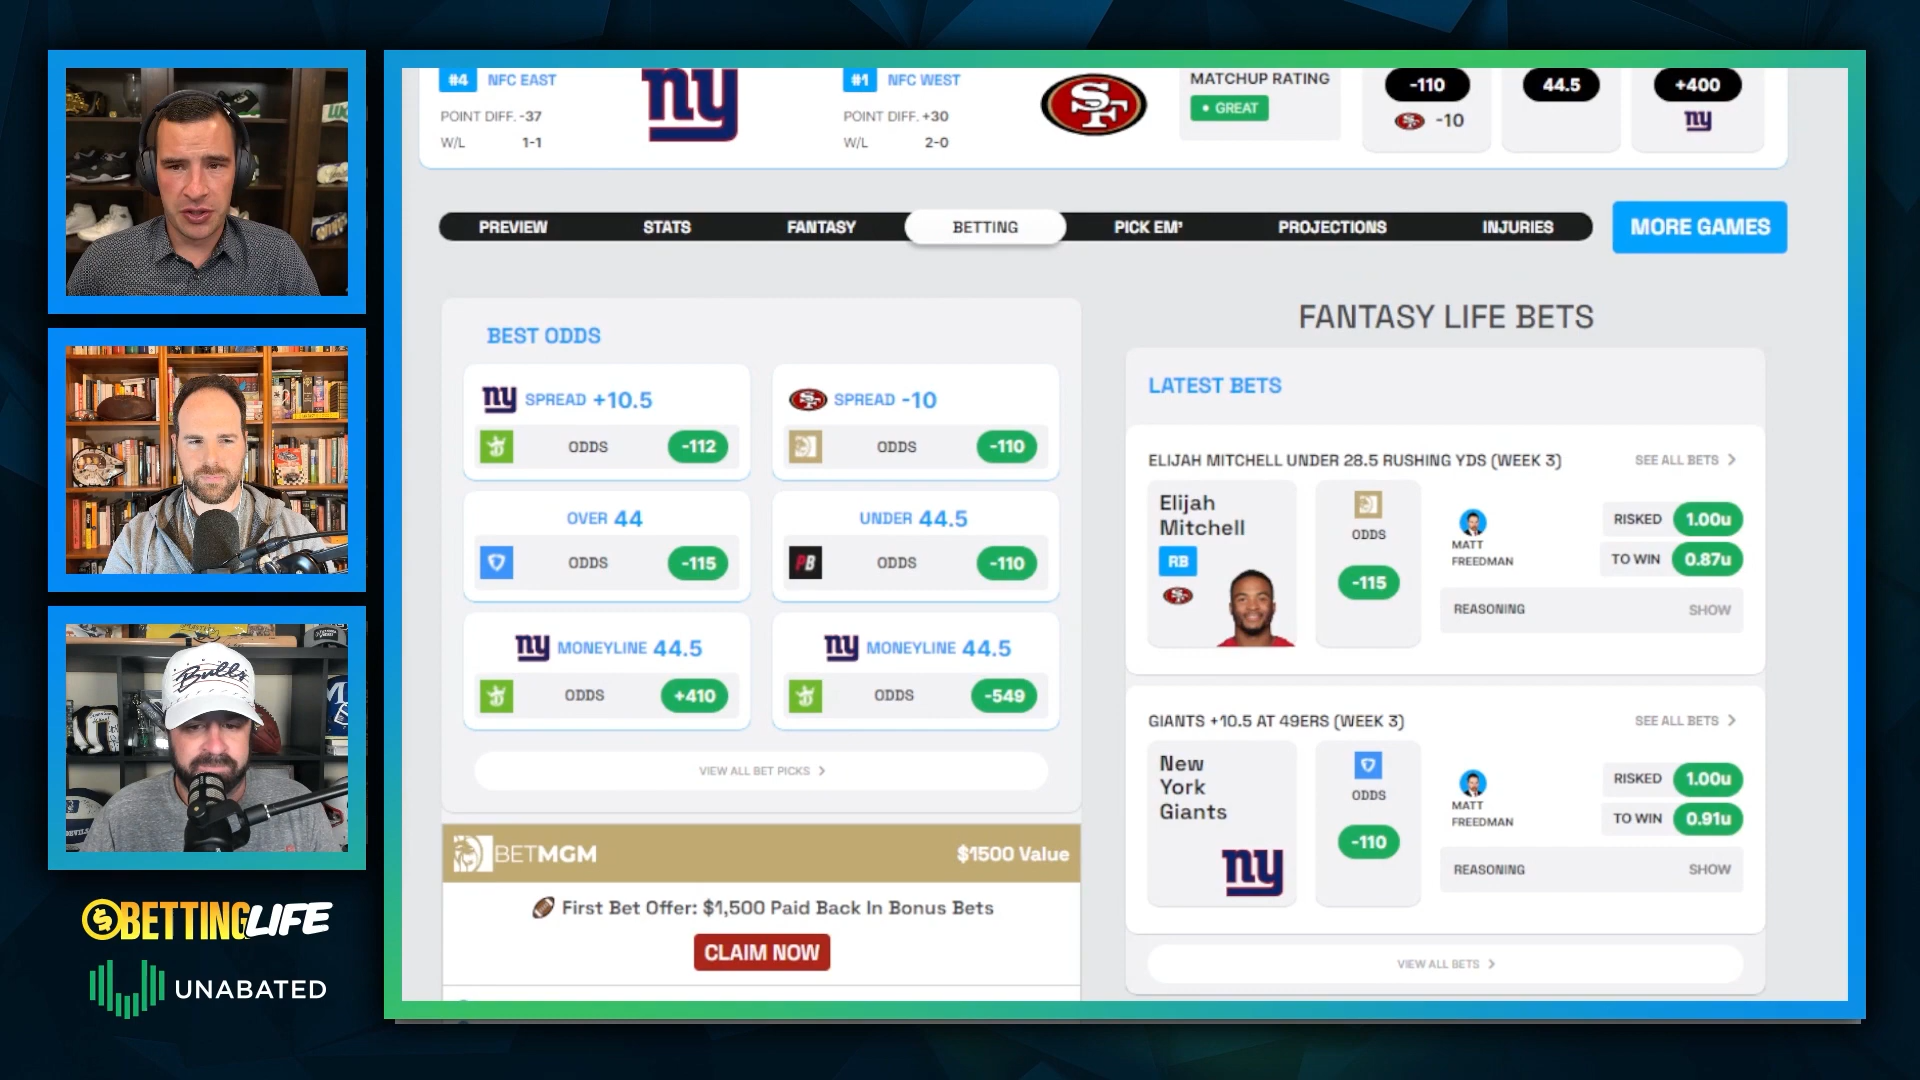 #4 NFC EAST
POINT DIFF. -37
W/L 1-1
ny
#1 NFC WEST
POINT DIFF. +30
W/L 2-0
SF
MATCHUP RATING
• GREAT
-110
-10
44.5
+400
ny
PREVIEW STATS FANTASY BETTING PICK EM' PROJECTIONS INJURIES
MORE GAMES
BEST ODDS
ny SPREAD +10.5
ODDS -112
SF SPREAD -10
ODDS -110
OVER 44
ODDS -115
UNDER 44.5
PB ODDS -110
ny MONEYLINE 44.5
ODDS +410
ny MONEYLINE 44.5
ODDS -549
VIEW ALL BET PICKS >
BETMGM
$1500 Value
First Bet Offer: $1,500 Paid Back In Bonus Bets
CLAIM NOW
FANTASY LIFE BETS
LATEST BETS
ELIJAH MITCHELL UNDER 28.5 RUSHING YDS (WEEK 3)
SEE ALL BETS >
Elijah
Mitchell
RB
ODDS
-115
MATT
FREEDMAN
RISKED 1.00u
TO WIN 0.87u
REASONING SHOW
GIANTS +10.5 AT 49ERS (WEEK 3)
SEE ALL BETS >
New
York
Giants
ny
ODDS
-110
MATT
FREEDMAN
RISKED 1.00u
TO WIN 0.91u
REASONING SHOW
VIEW ALL BETS >
Bulls
$BETTINGLIFE
UNABATED